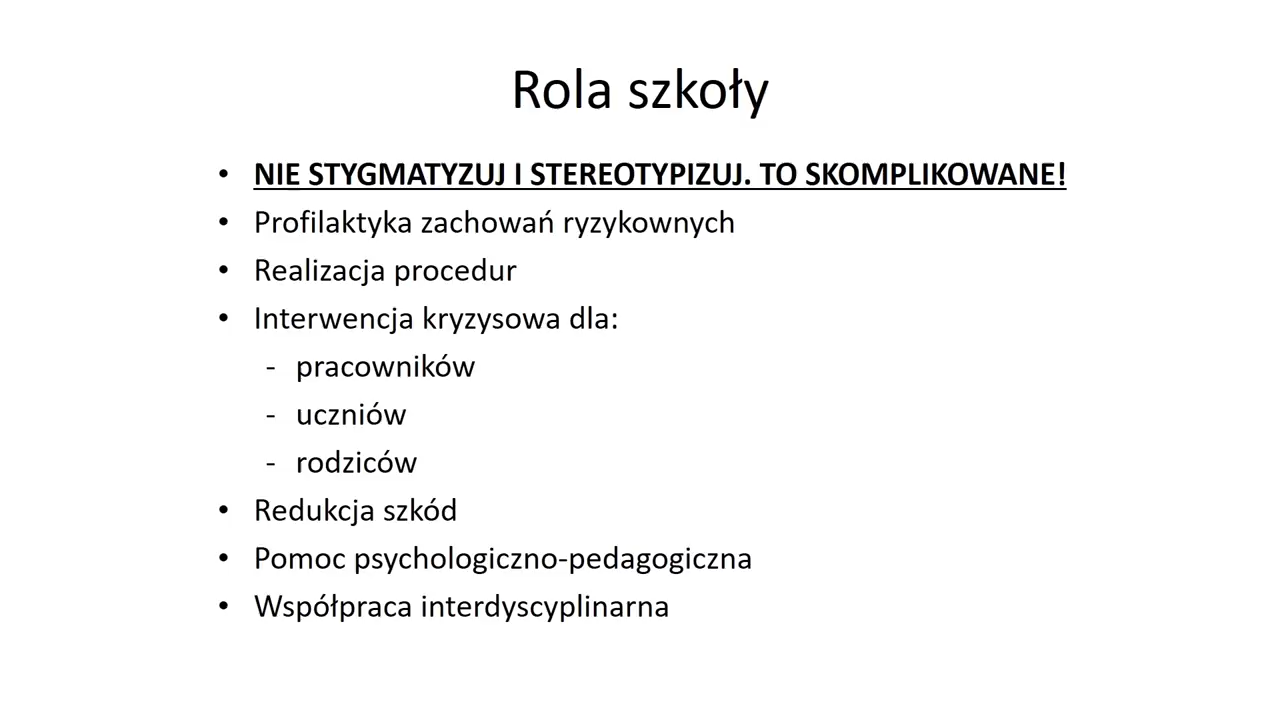 Rola szkoły
• NIE STYGMATYZUJ I STEREOTYPIZUJ. TO SKOMPLIKOWANE!
• Profilaktyka zachowań ryzykownych
• Realizacja procedur
• Interwencja kryzysowa dla:
- pracowników
- uczniów
- rodziców
• Redukcja szkód
• Pomoc psychologiczno-pedagogiczna
• Współpraca interdyscyplinarna